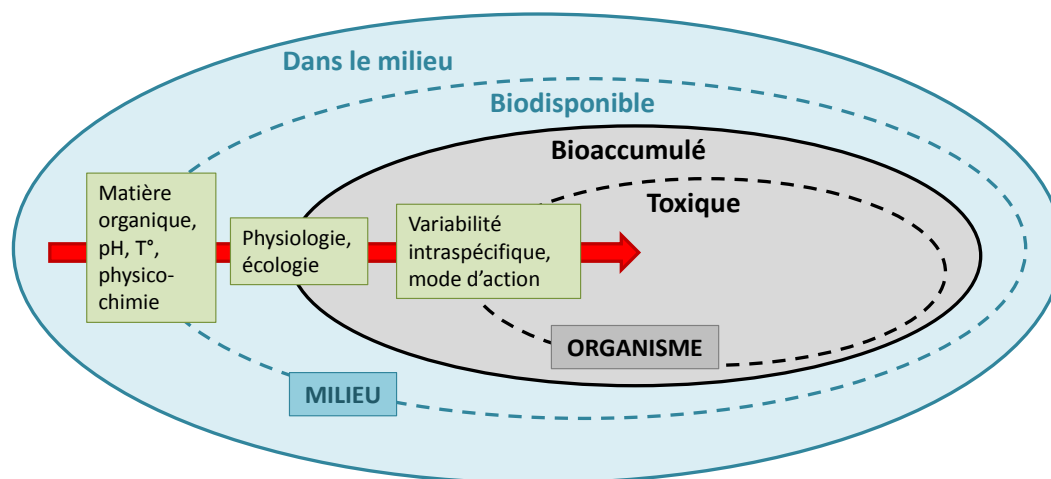 Dans le milieu
Biodisponible
Bioaccumulé
Toxique
Matière
organique,
pH, T°,
physico-
chimie
Physiologie,
écologie
Variabilité
intraspécifique,
mode d'action
ORGANISME
MILIEU